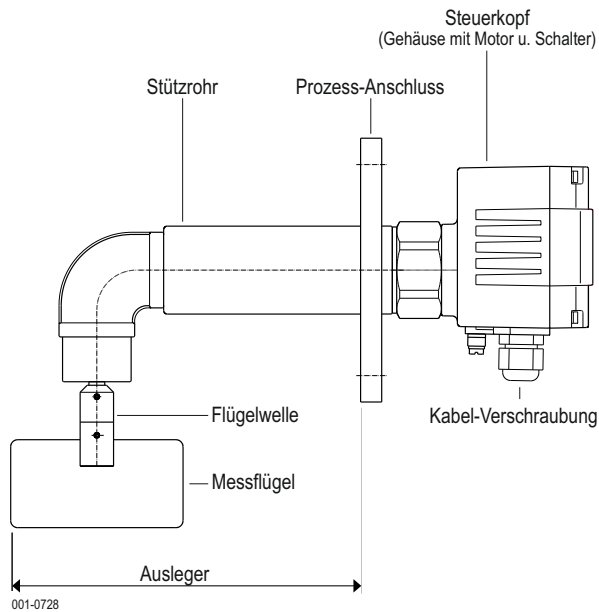 Steuerkopf
(Gehäuse mit Motor u. Schalter)
Stützrohr
Prozess-Anschluss
Flügelwelle
Kabel-Verschraubung
Messflügel
Ausleger
001-0728